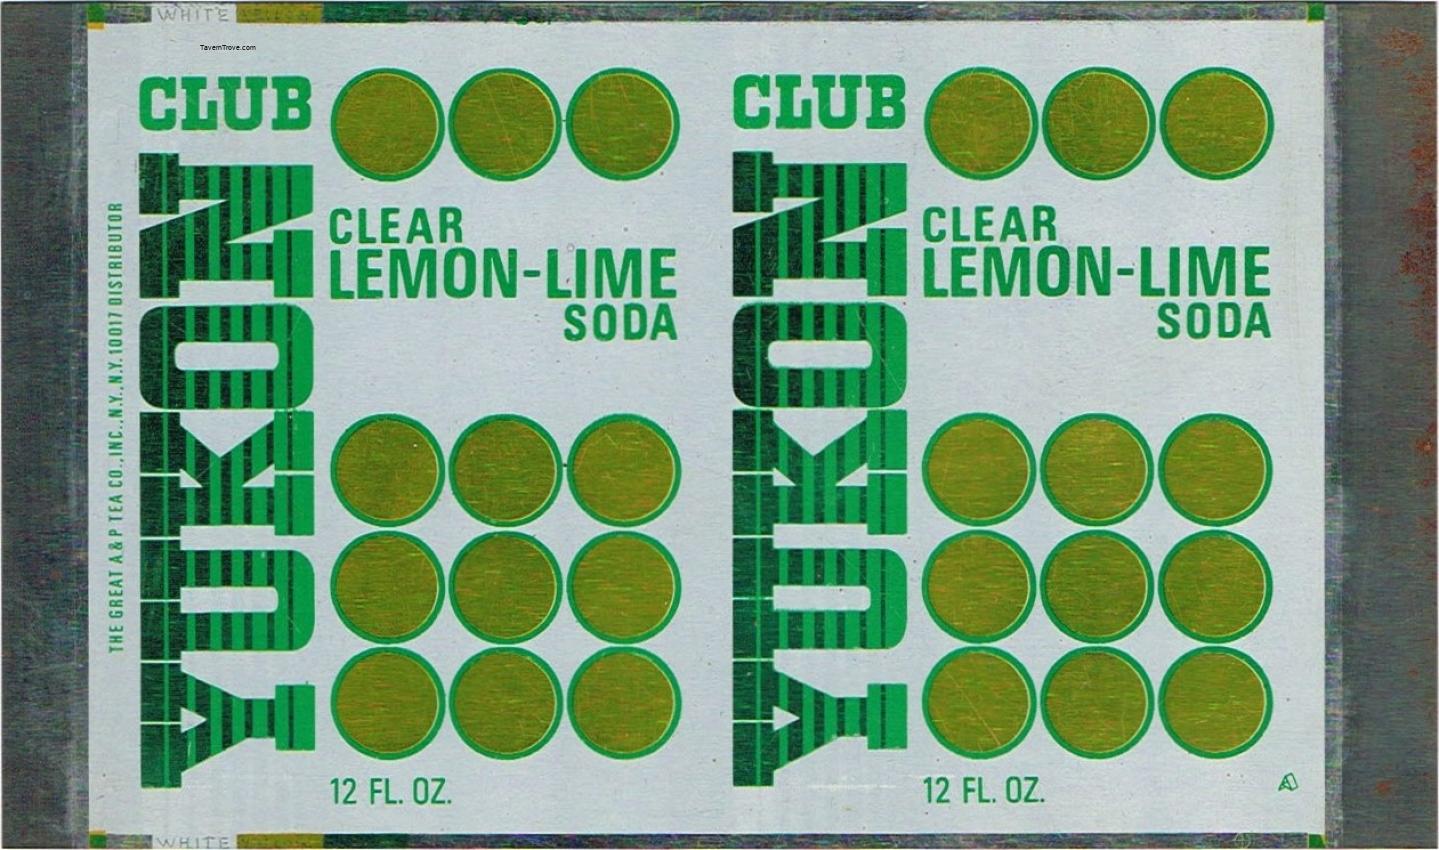 WHITE
TavernTrove.com
CLUB
YUKON
CLEAR
LEMON-LIME
SODA
12 FL. OZ.
THE GREAT A & P TEA CO., INC., N.Y., N.Y. 10017 DISTRIBUTOR
CLUB
YUKON
CLEAR
LEMON-LIME
SODA
12 FL. OZ.
WHITE